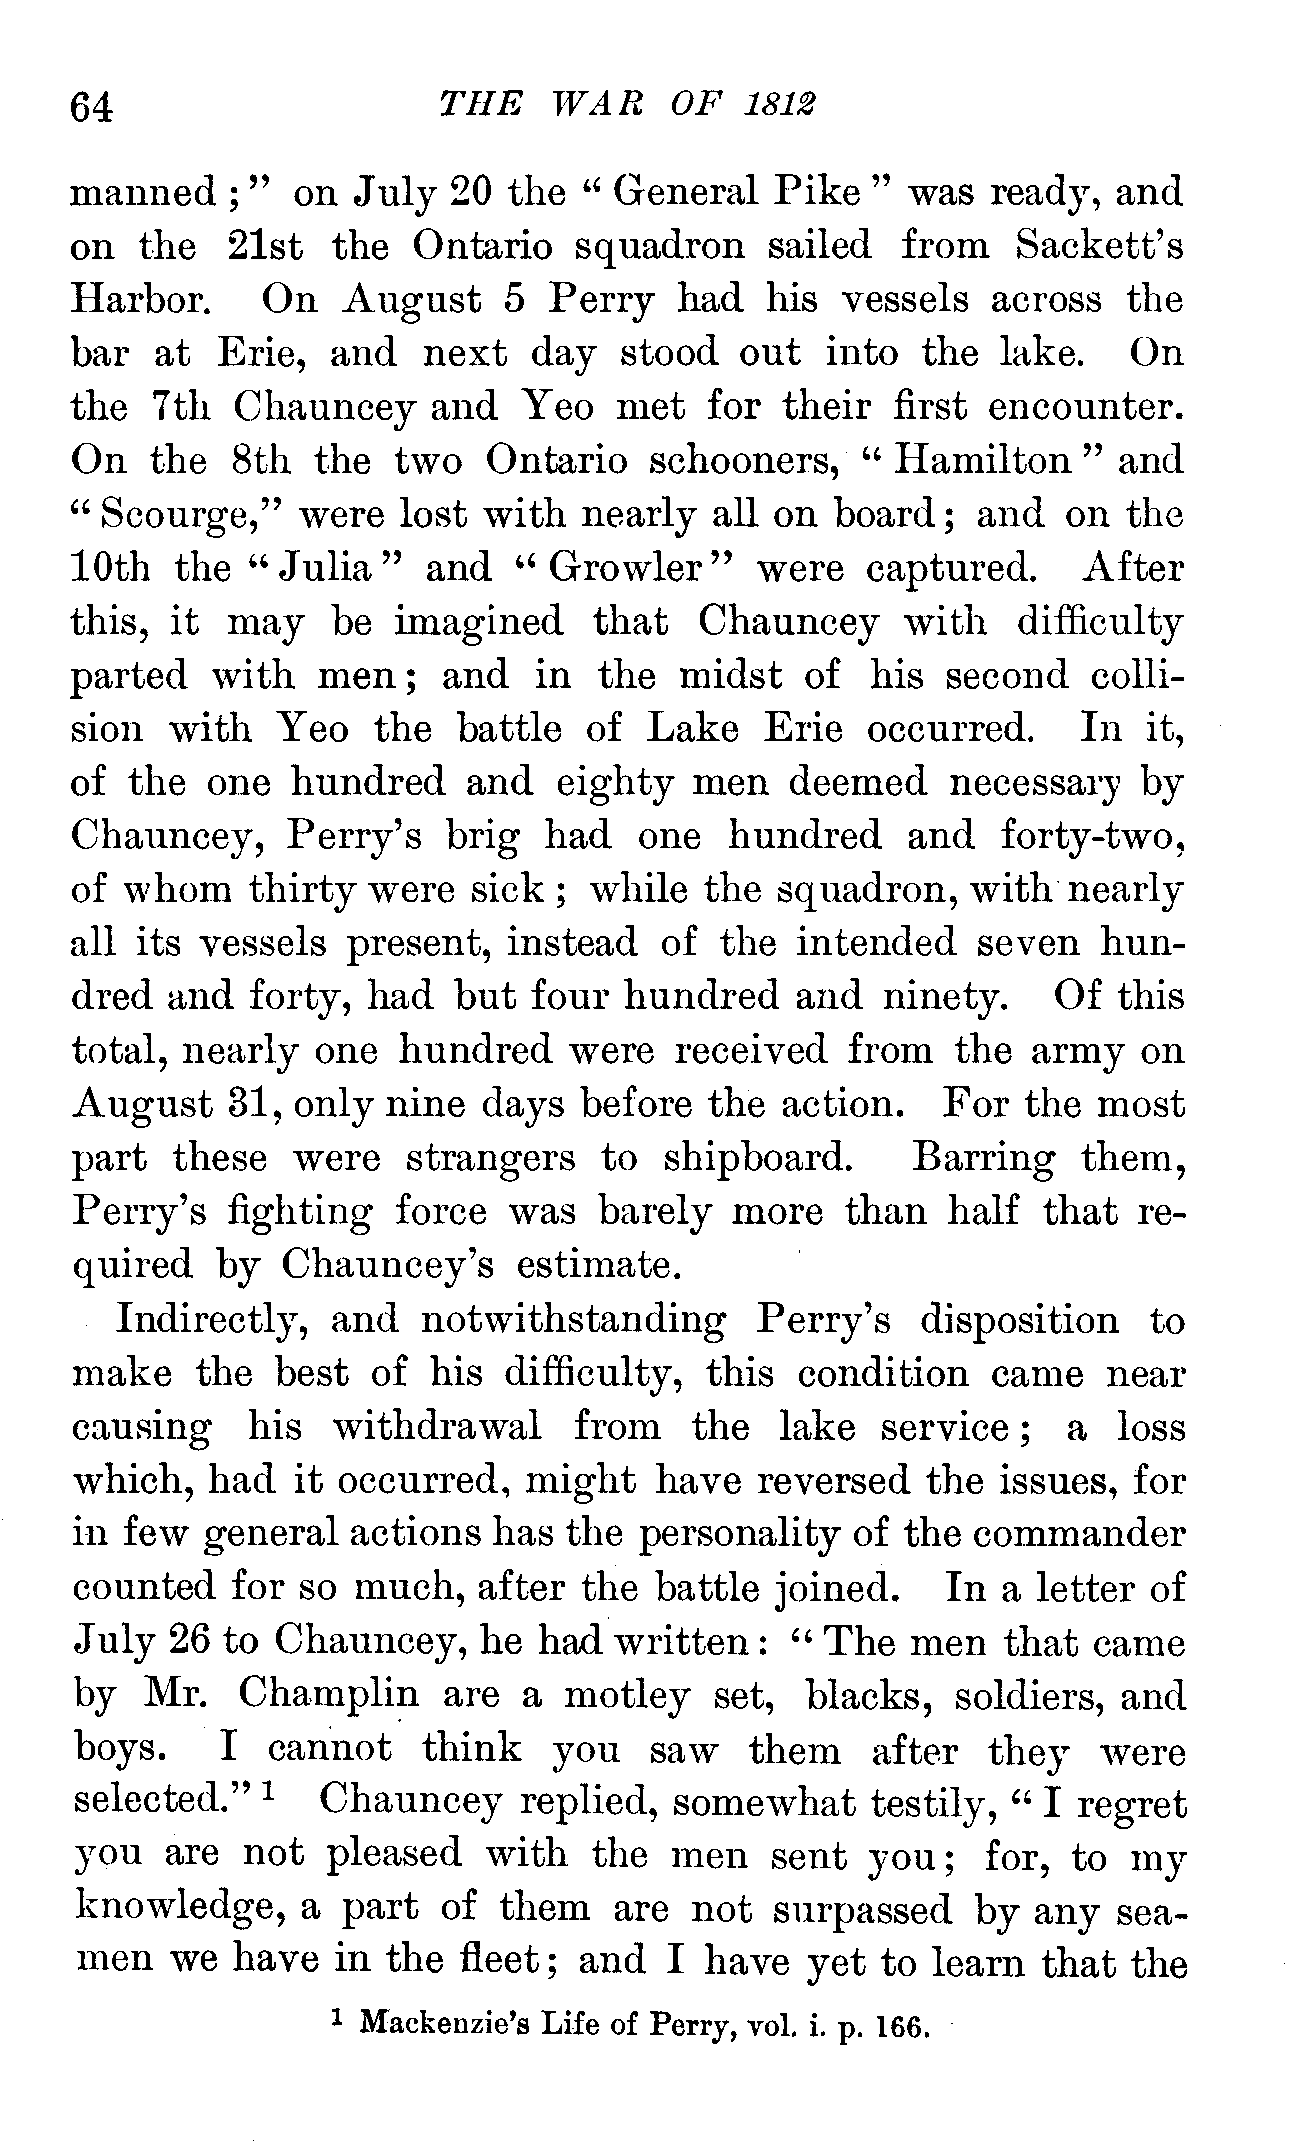 64 THE WAR OF 1812
manned ;" on July 20 the " General Pike " was ready, and
on the 21st the Ontario squadron sailed from Sackett's
Harbor. On August 5 Perry had his vessels across the
bar at Erie, and next day stood out into the lake. On
the 7th Chauncey and Yeo met for their first encounter.
On the 8th the two Ontario schooners, " Hamilton " and
" Scourge," were lost with nearly all on board; and on the
10th the " Julia " and " Growler " were captured. After
this, it may be imagined that Chauncey with difficulty
parted with men; and in the midst of his second colli-
sion with Yeo the battle of Lake Erie occurred. In it,
of the one hundred and eighty men deemed necessary by
Chauncey, Perry's brig had one hundred and forty-two,
of whom thirty were sick ; while the squadron, with nearly
all its vessels present, instead of the intended seven hun-
dred and forty, had but four hundred and ninety. Of this
total, nearly one hundred were received from the army on
August 31, only nine days before the action. For the most
part these were strangers to shipboard. Barring them,
Perry's fighting force was barely more than half that re-
quired by Chauncey's estimate.
Indirectly, and notwithstanding Perry's disposition to
make the best of his difficulty, this condition came near
causing his withdrawal from the lake service ; a loss
which, had it occurred, might have reversed the issues, for
in few general actions has the personality of the commander
counted for so much, after the battle joined. In a letter of
July 26 to Chauncey, he had written : " The men that came
by Mr. Champlin are a motley set, blacks, soldiers, and
boys. I cannot think you saw them after they were
selected." 1 Chauncey replied, somewhat testily, " I regret
you are not pleased with the men sent you; for, to my
knowledge, a part of them are not surpassed by any sea-
men we have in the fleet; and I have yet to learn that the
1 Mackenzie's Life of Perry, vol. i. p. 166.